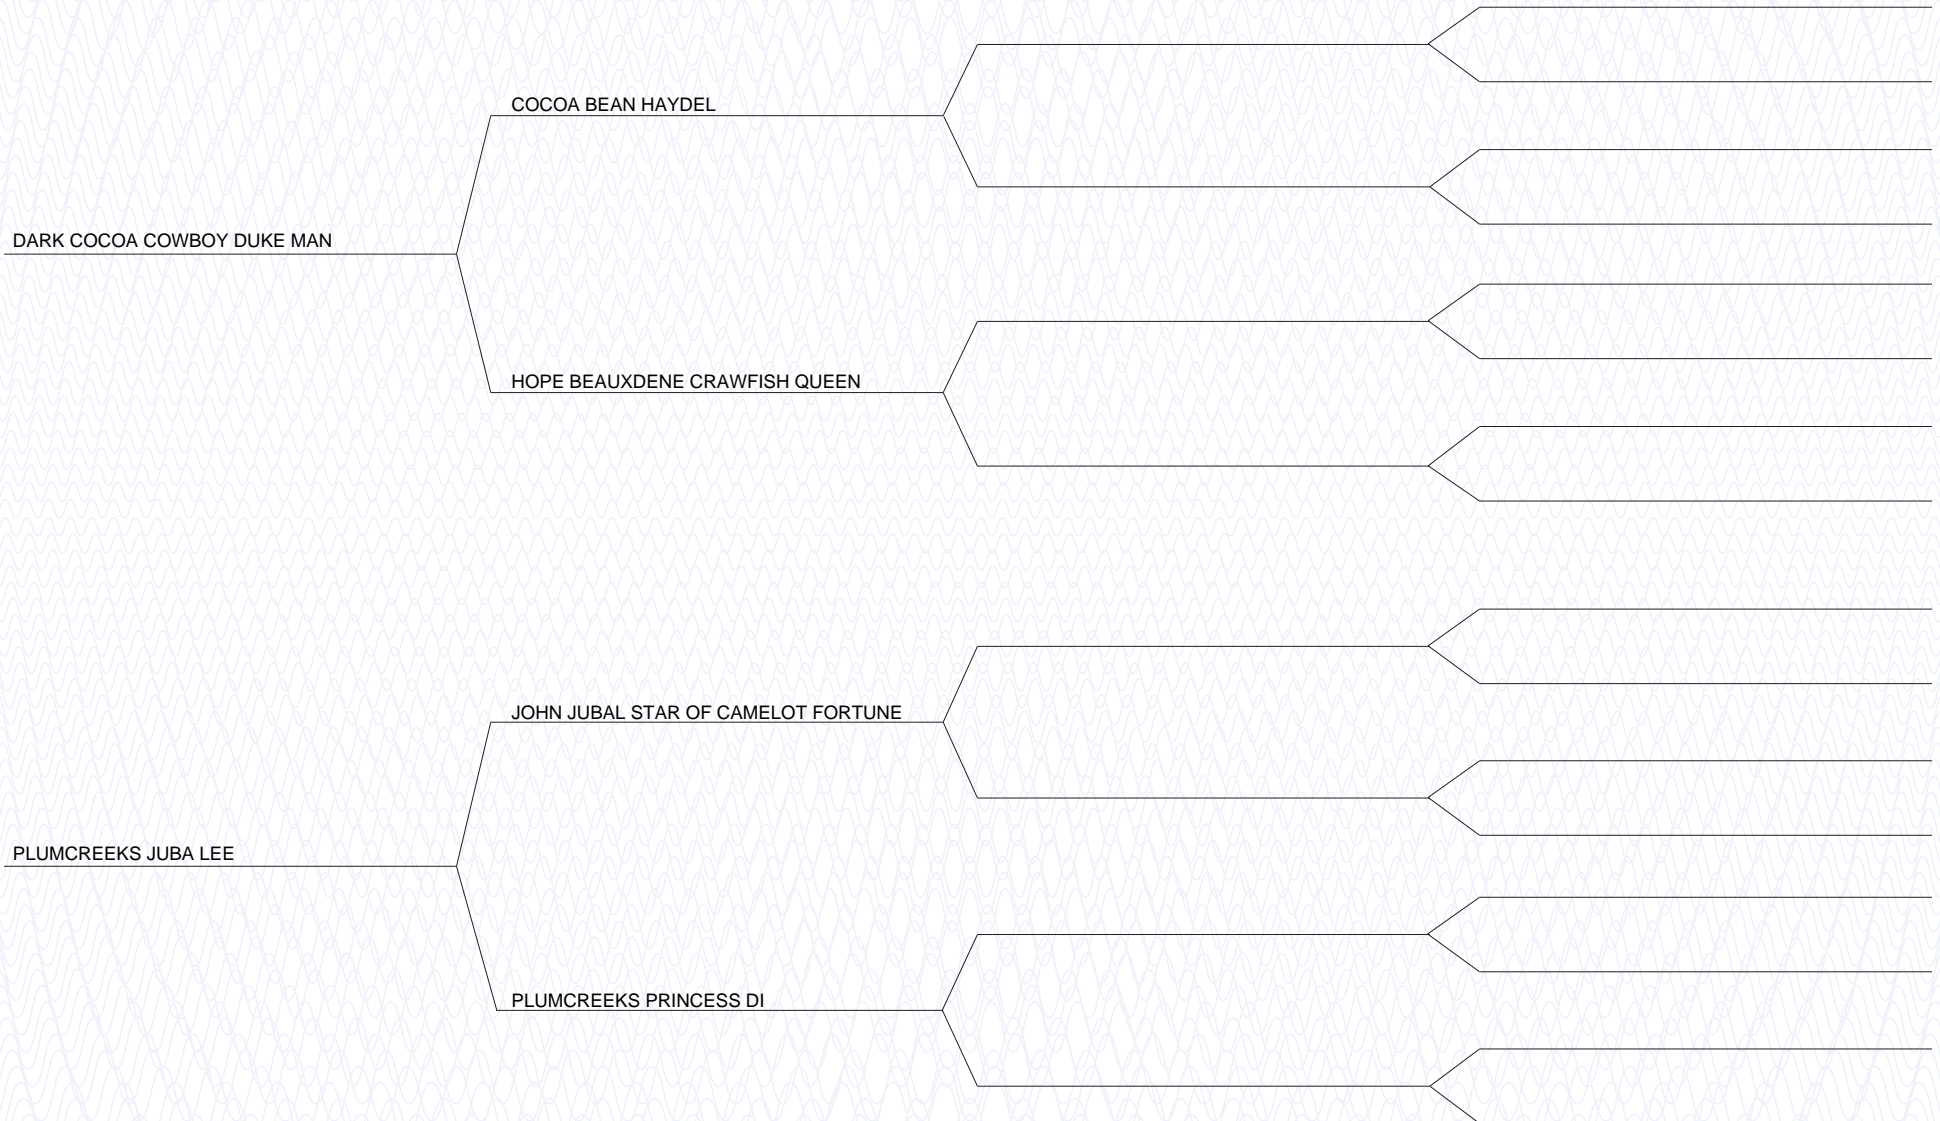 COCOA BEAN HAYDEL
DARK COCOA COWBOY DUKE MAN
HOPE BEAUXDENE CRAWFISH QUEEN
JOHN JUBAL STAR OF CAMELOT FORTUNE
PLUMCREEKS JUBA LEE
PLUMCREEKS PRINCESS DI